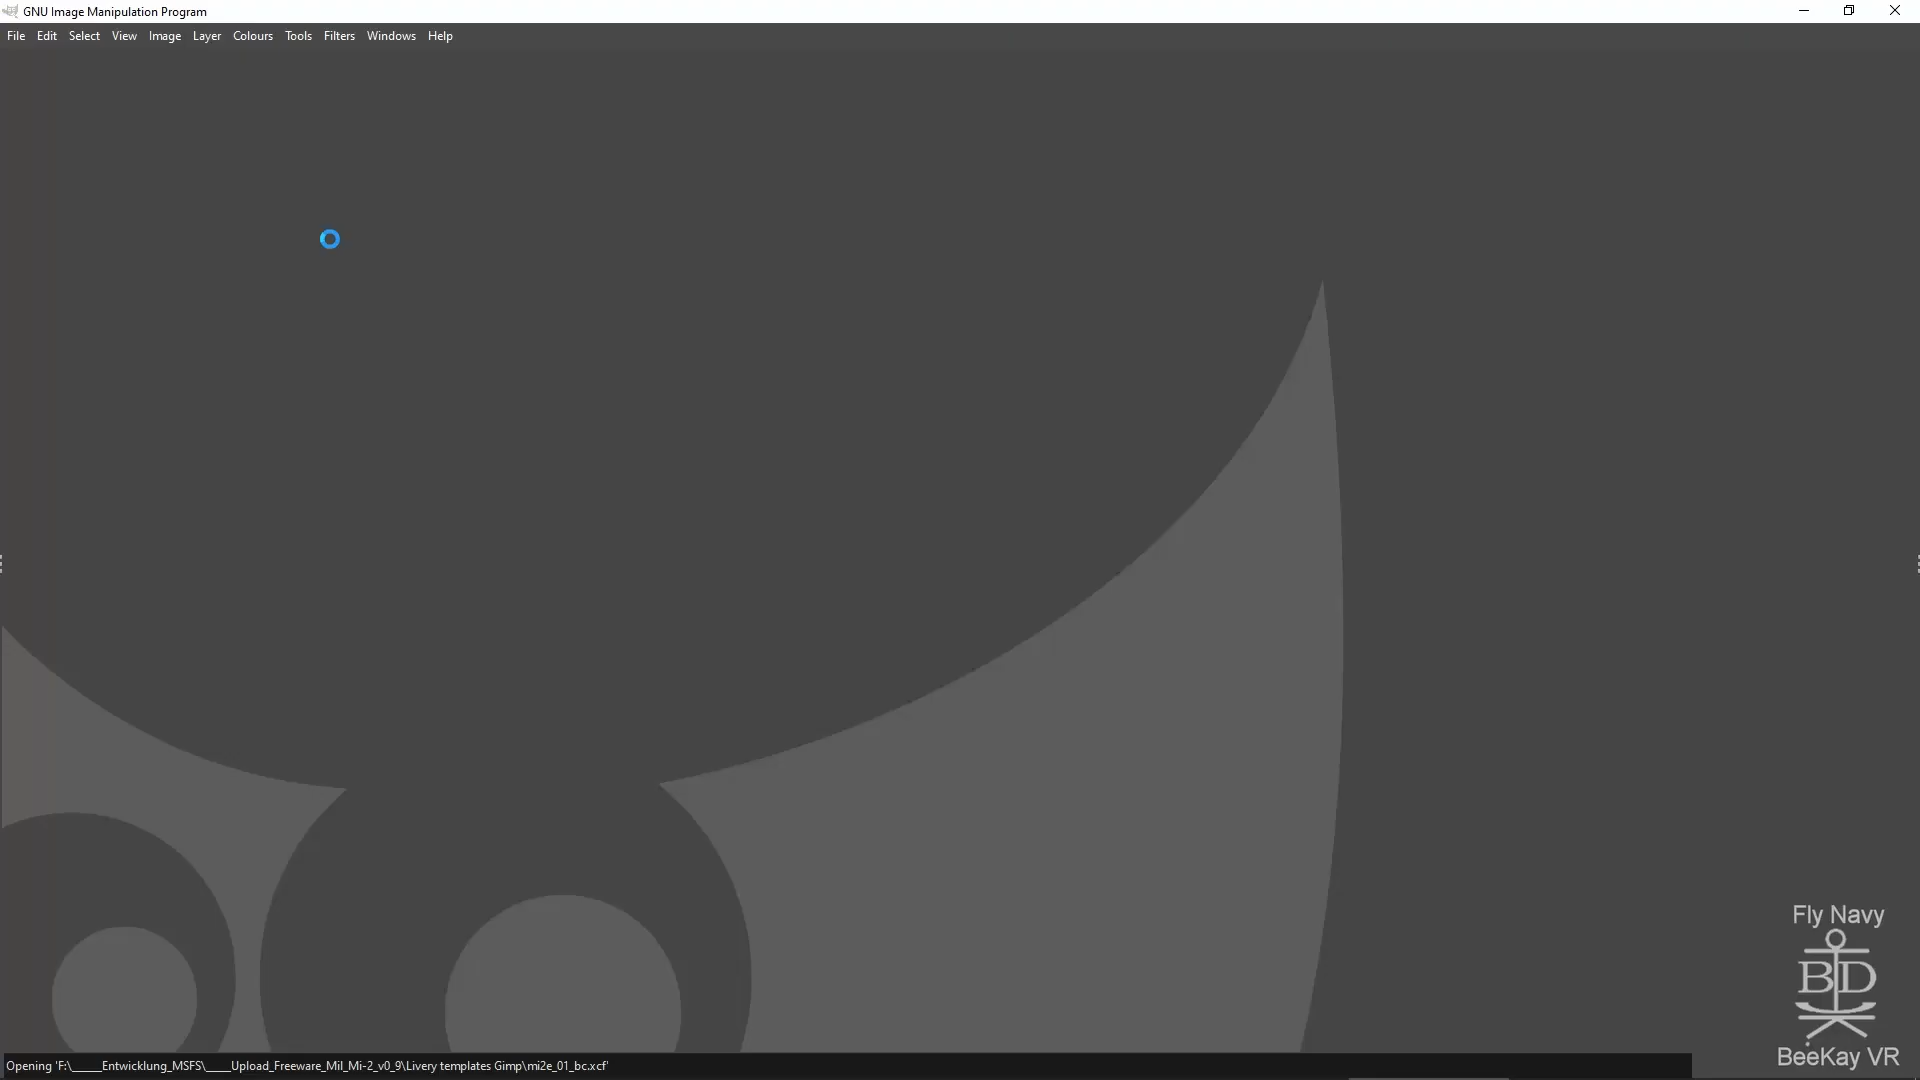 GNU Image Manipulation Program
File Edit Select View Image Layer Colours Tools Filters Windows Help
Fly Navy
BD
BeeKay VR
Opening 'F:\_____Entwicklung_MSFS\____Upload_Freeware_Mil_Mi-2_v0_9\Livery templates Gimp\mi2e_01_bc.xcf'